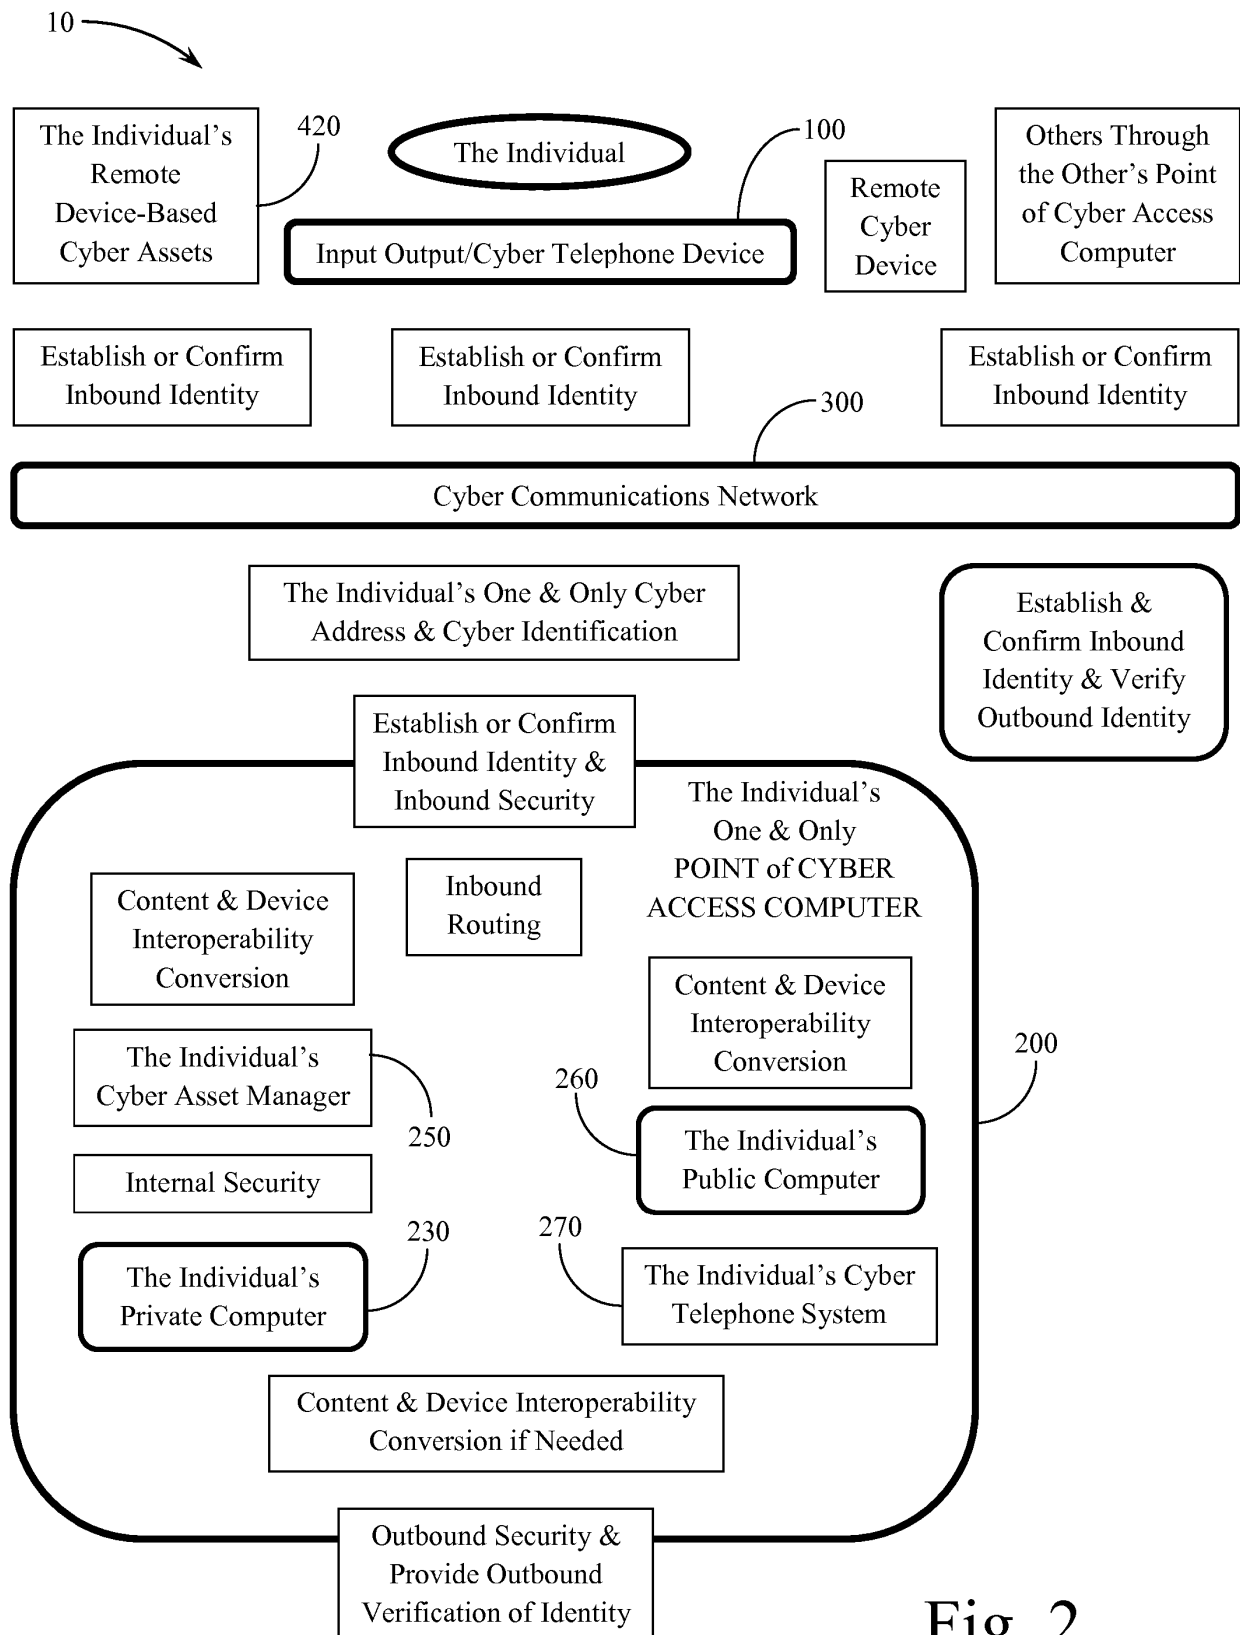 10
The Individual's
Remote
Device-Based
Cyber Assets
420
The Individual
100
Input Output/Cyber Telephone Device
Remote
Cyber
Device
Others Through
the Other's Point
of Cyber Access
Computer
Establish or Confirm
Inbound Identity
Establish or Confirm
Inbound Identity
Establish or Confirm
Inbound Identity
300
Cyber Communications Network
The Individual's One & Only Cyber
Address & Cyber Identification
Establish &
Confirm Inbound
Identity & Verify
Outbound Identity
Establish or Confirm
Inbound Identity &
Inbound Security
The Individual's
One & Only
POINT of CYBER
ACCESS COMPUTER
Inbound
Routing
Content & Device
Interoperability
Conversion
Content & Device
Interoperability
Conversion
The Individual's
Cyber Asset Manager
250
200
260
The Individual's
Public Computer
Internal Security
230
The Individual's
Private Computer
270
The Individual's Cyber
Telephone System
Content & Device Interoperability
Conversion if Needed
Outbound Security &
Provide Outbound
Verification of Identity
Fig. 2